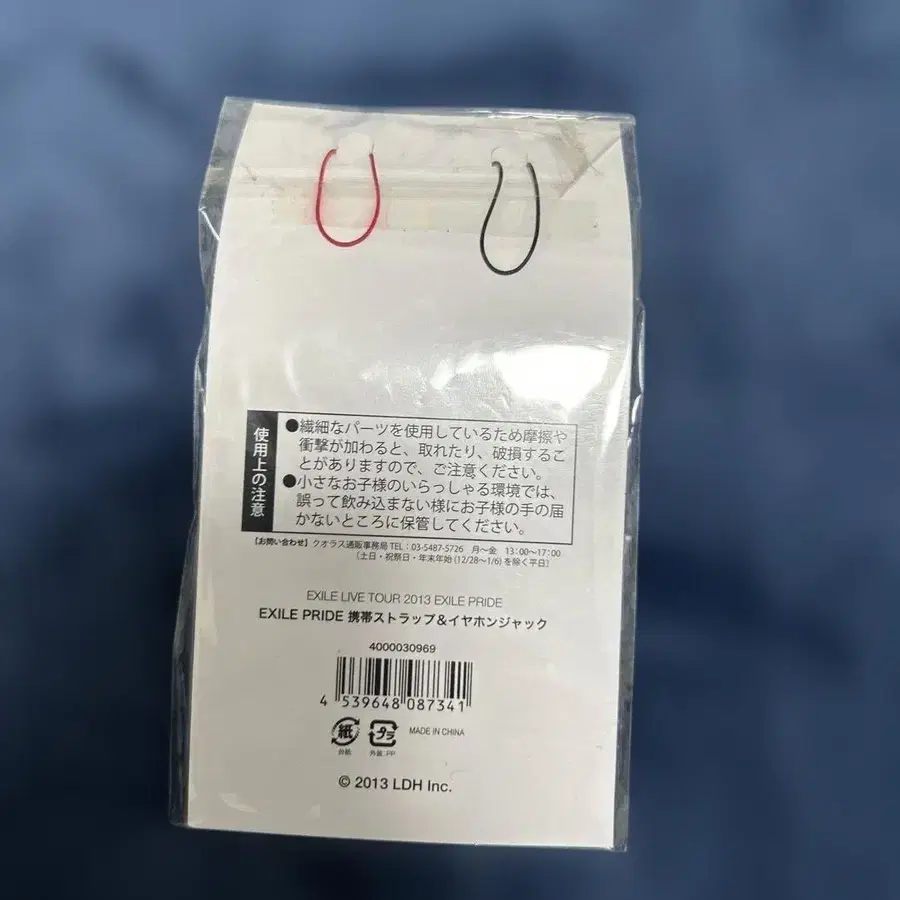 使用上の注意
●繊細なパーツを使用しているため摩擦や
衝撃が加わると、取れたり、破損するこ
とがありますので、ご注意ください。
●小さなお子様のいらっしゃる環境では、
誤って飲み込まない様にお子様の手の届
かないところに保管してください。
【お問い合わせ】クオラス通販事務局 TEL：03-5487-5726 月〜金 13：00〜17：00
（土日・祝祭日・年末年始(12/28〜1/6)を除く平日）
EXILE LIVE TOUR 2013 EXILE PRIDE
EXILE PRIDE 携帯ストラップ＆イヤホンジャック
4000030969
4 539648 087341
紙 プラ MADE IN CHINA
台紙 外装：PP
© 2013 LDH Inc.